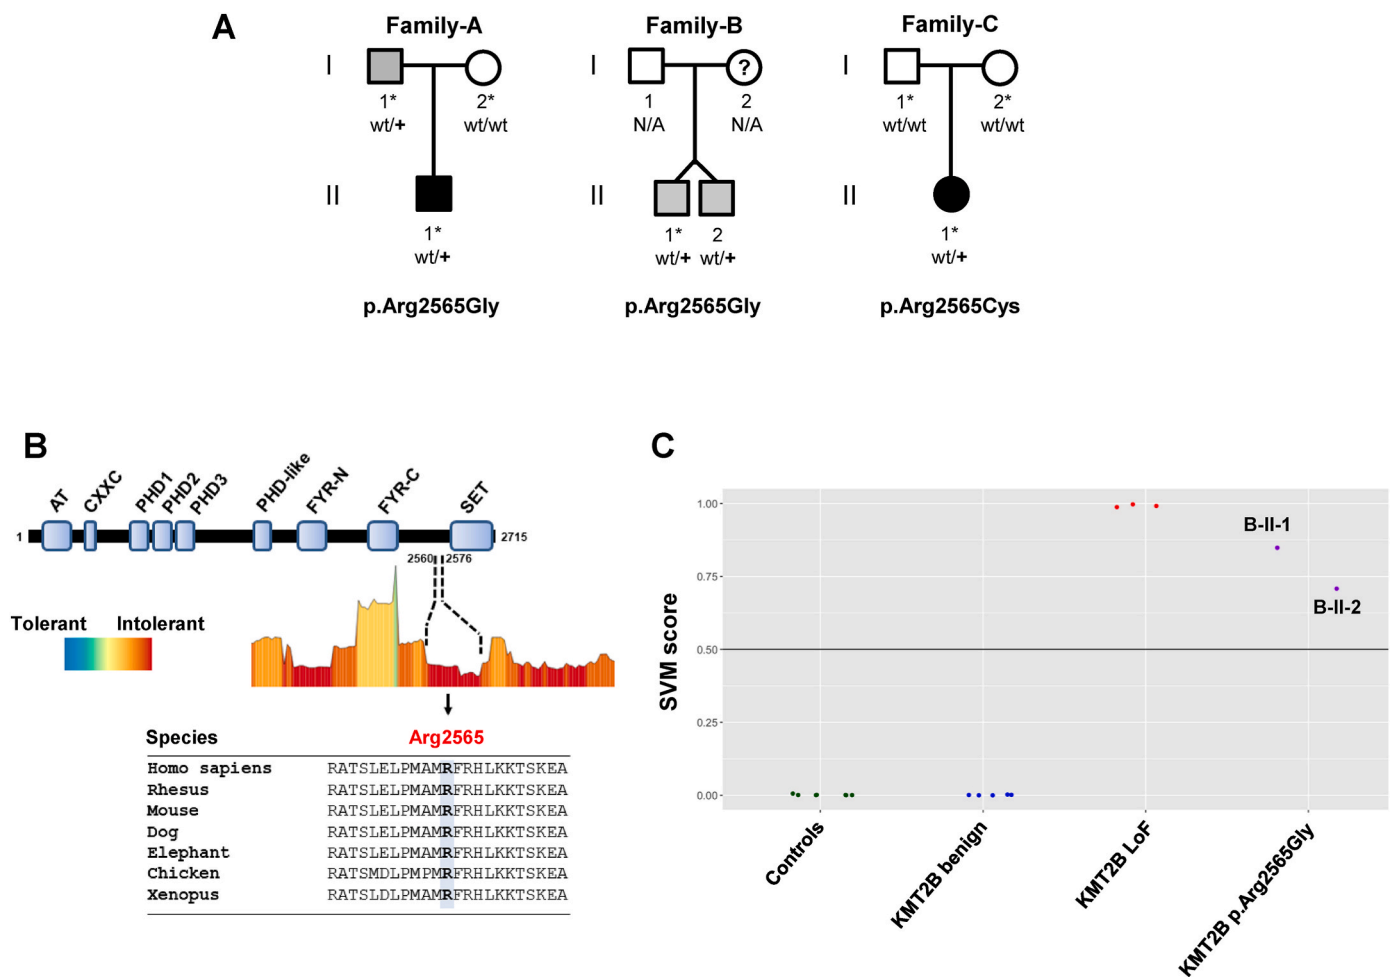 A
Family-A
Family-B
Family-C
I
I
I
?
1*
2*
1
2
1*
2*
wt/+
wt/wt
N/A
N/A
wt/wt
wt/wt
II
II
II
1*
1*
2
1*
wt/+
wt/+
wt/+
wt/+
p.Arg2565Gly
p.Arg2565Gly
p.Arg2565Cys
B
AT
CXXC
PHD1
PHD2
PHD3
PHD-like
FYR-N
FYR-C
SET
1
2715
2560
2576
Tolerant
Intolerant
Species
Arg2565
Homo sapiens RATSLELPMAMRFRHLKKTSKEA
Rhesus RATSLELPMAMRFRHLKKTSKEA
Mouse RATSLELPMAMRFRHLKKTSKEA
Dog RATSLELPMAMRFRHLKKTSKEA
Elephant RATSLELPMAMRFRHLKKTSKEA
Chicken RATSMDLPMPMRFRHLKKTSKEA
Xenopus RATSLDLPMAMRFRHLKKTSKEA
C
SVM score
1.00
0.75
0.50
0.25
0.00
B-II-1
B-II-2
Controls
KMT2B benign
KMT2B LoF
KMT2B p.Arg2565Gly